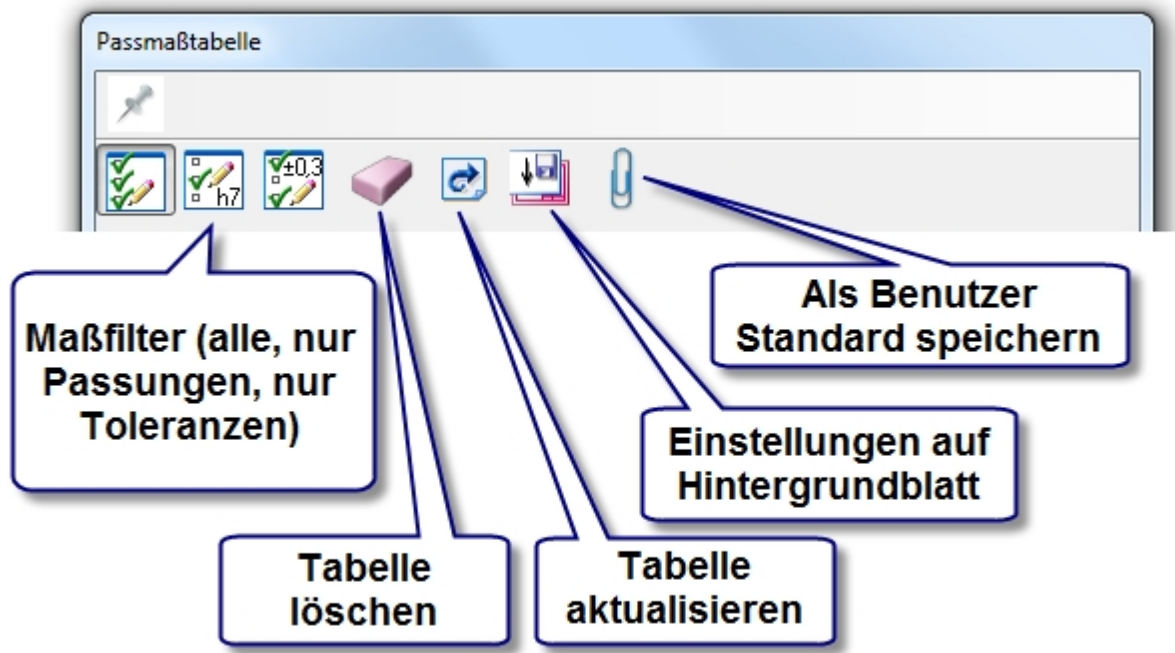 Passmaßtabelle
h7
±0,3
Maßfilter (alle, nur
Passungen, nur
Toleranzen)
Als Benutzer
Standard speichern
Einstellungen auf
Hintergrundblatt
Tabelle
löschen
Tabelle
aktualisieren